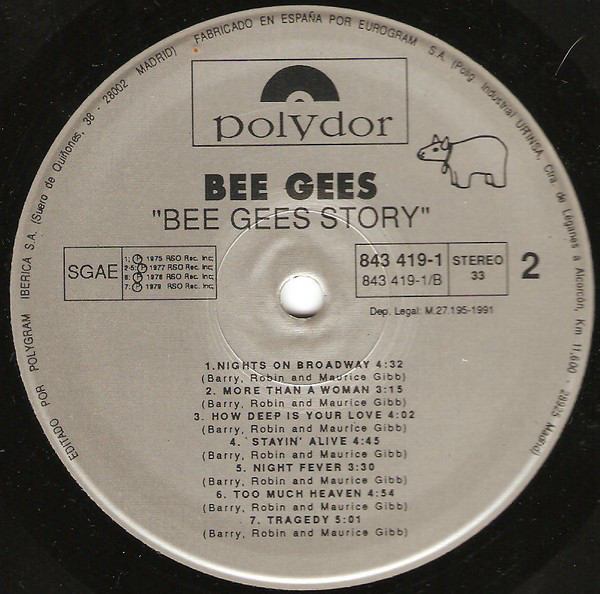 EDITADO POR POLYGRAM IBERICA S.A. (Suero de Quiñones, 38 - 28002 MADRID) FABRICADO EN ESPAÑA POR EUROGRAM S.A. (Polig. Industrial URTINSA, Ctra. de Léganes a Alcorcón, Km 11,600 - 28925 Madrid)
polydor
BEE GEES
"BEE GEES STORY"
SGAE
1: Ⓟ 1975 RSO Rec. Inc;
2-5: Ⓟ 1977 RSO Rec. Inc;
6: Ⓟ 1978 RSO Rec. Inc;
7: Ⓟ 1979 RSO Rec. Inc;
843 419-1
843 419-1/B
STEREO
33
2
Dep. Legal: M.27.195-1991
1.NIGHTS ON BROADWAY 4:32
(Barry, Robin and Maurice Gibb)
2. MORE THAN A WOMAN 3:15
(Barry, Robin and Maurice Gibb)
3. HOW DEEP IS YOUR LOVE 4:02
(Barry, Robin and Maurice Gibb)
4. ´STAYIN' ALIVE 4:45
(Barry, Robin and Maurice Gibb)
5. NIGHT FEVER 3:30
(Barry, Robin and Maurice Gibb)
6. TOO MUCH HEAVEN 4:54
(Barry, Robin and Maurice Gibb)
7. TRAGEDY 5:01
(Barry, Robin and Maurice Gibb)